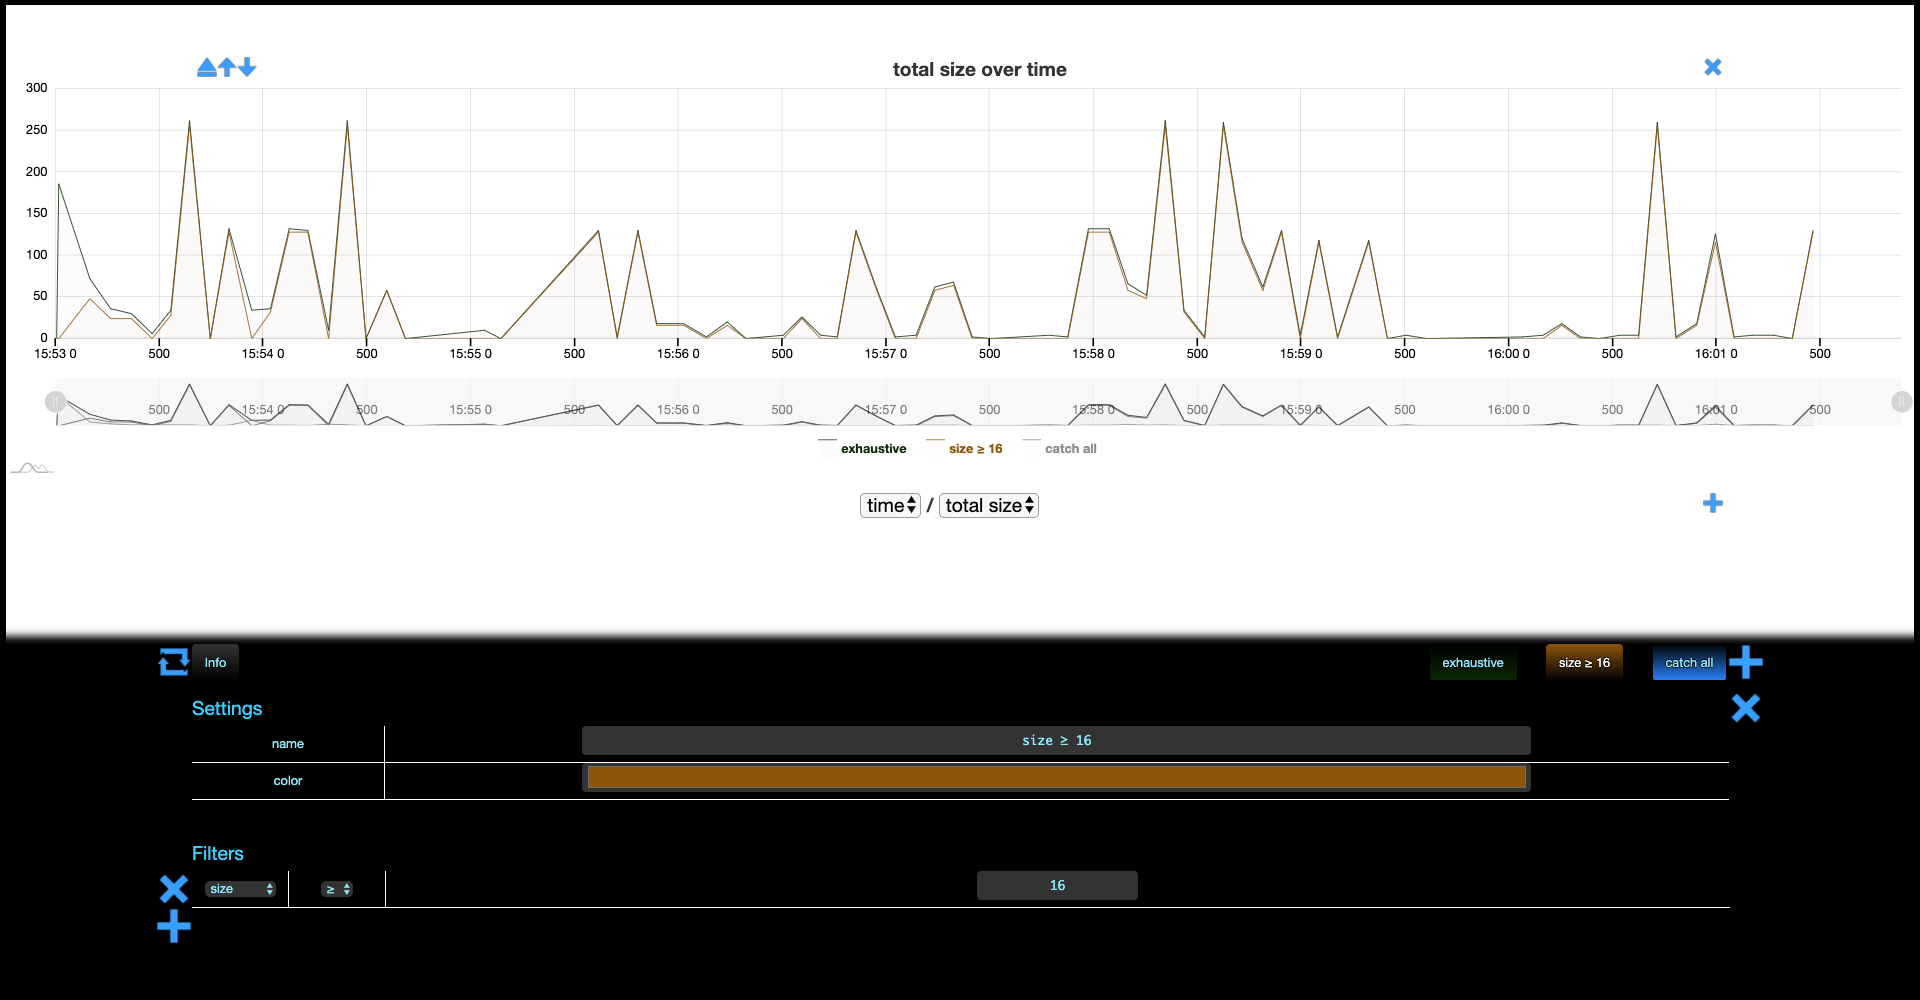 total size over time
300
250
200
150
100
50
0
15:53 0 500 15:54 0 500 15:55 0 500 15:56 0 500 15:57 0 500 15:58 0 500 15:59 0 500 16:00 0 500 16:01 0 500
500 15:54 0 500 15:55 0 500 15:56 0 500 15:57 0 500 15:58 0 500 15:59 0 500 16:00 0 500 16:01 0 500
exhaustive size ≥ 16 catch all
time / total size
Info exhaustive size ≥ 16 catch all
Settings
name size ≥ 16
color
Filters
size ≥ 16